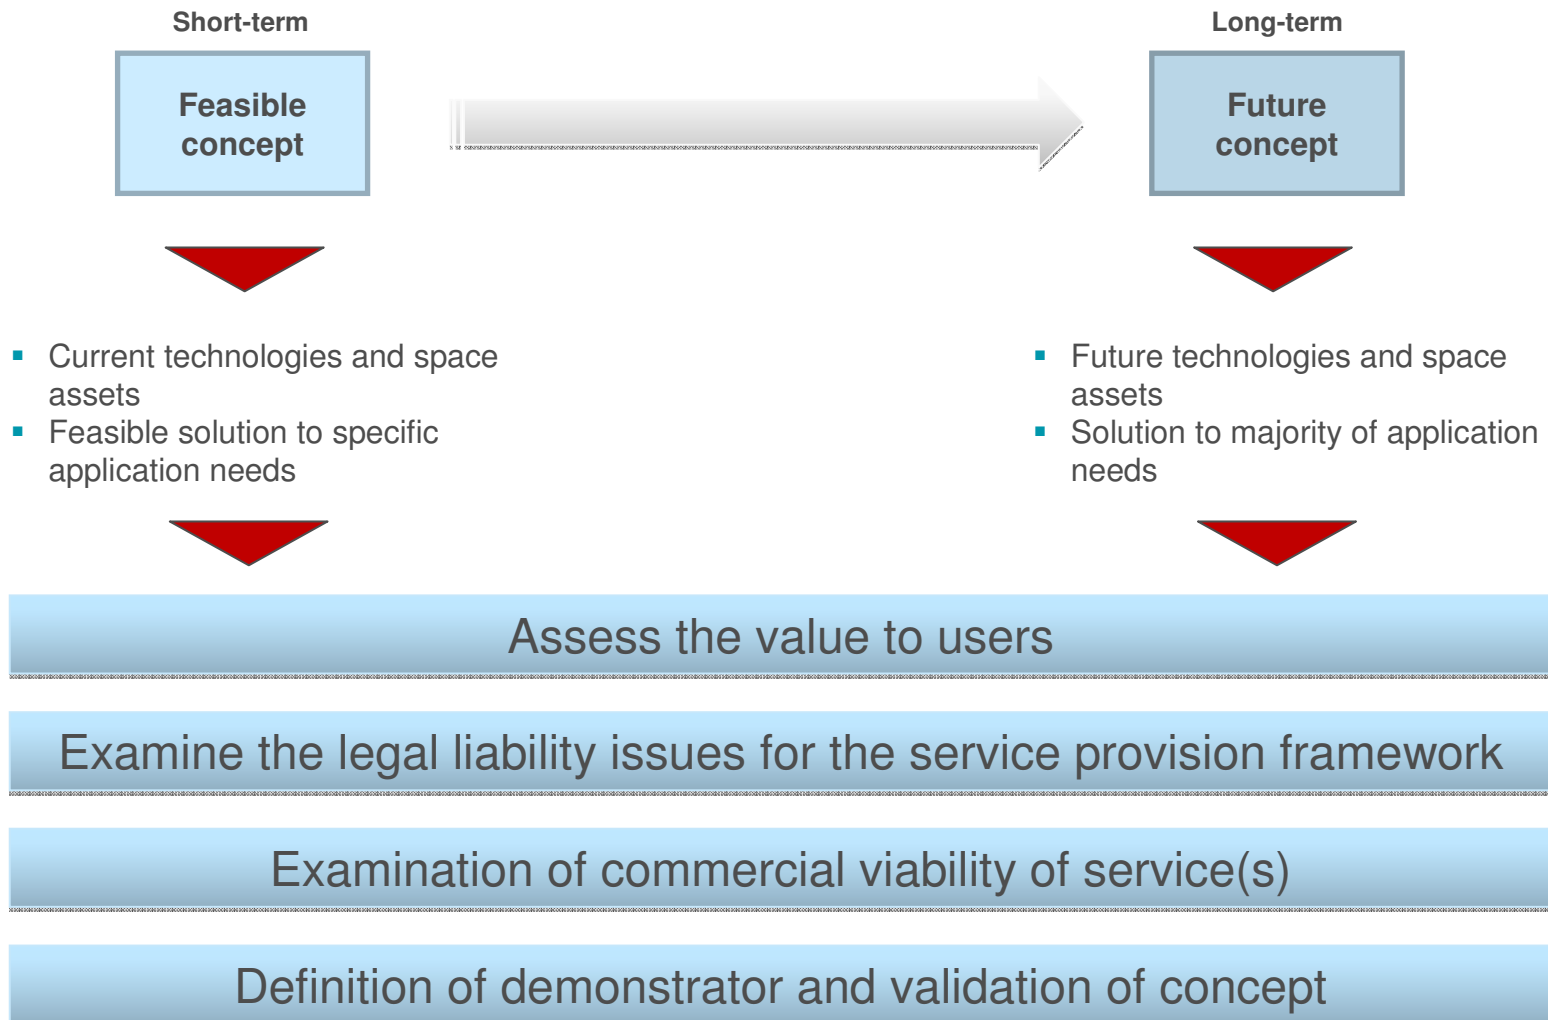 Short-term
Feasible
concept
Long-term
Future
concept
▪ Current technologies and space
assets
▪ Feasible solution to specific
application needs
▪ Future technologies and space
assets
▪ Solution to majority of application
needs
Assess the value to users
Examine the legal liability issues for the service provision framework
Examination of commercial viability of service(s)
Definition of demonstrator and validation of concept